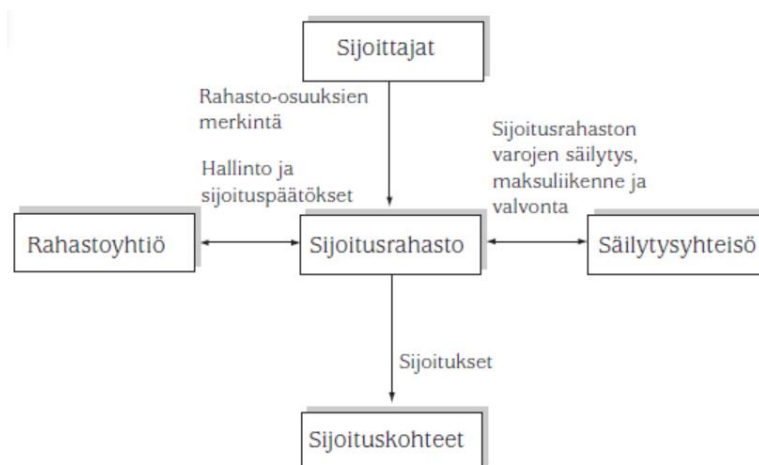 Sijoittajat
Rahasto-osuuksien
merkintä
Sijoitusrahaston
varojen säilytys,
maksuliikenne ja
valvonta
Hallinto ja
sijoituspäätökset
Rahastoyhtiö
Sijoitusrahasto
Säilytysyhteisö
Sijoitukset
Sijoituskohteet